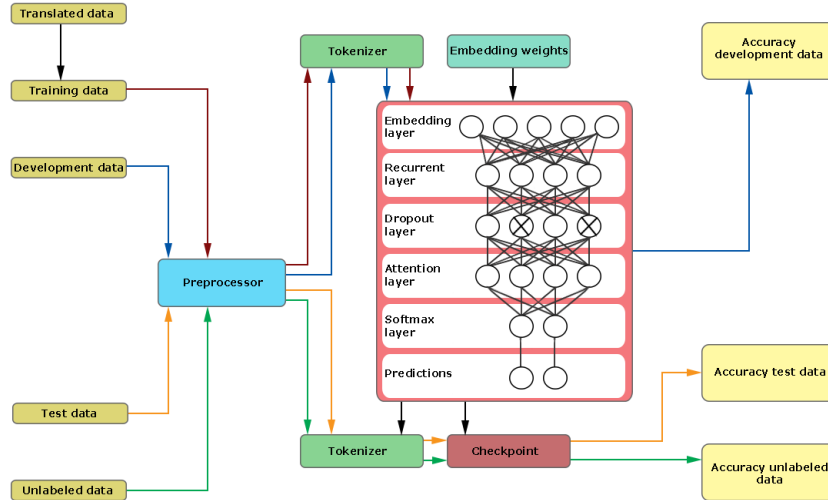 Translated data
Training data
Development data
Test data
Unlabeled data
Preprocessor
Tokenizer
Embedding weights
Embedding
layer
Recurrent
layer
Dropout
layer
Attention
layer
Softmax
layer
Predictions
Tokenizer
Checkpoint
Accuracy
development data
Accuracy test data
Accuracy unlabeled
data